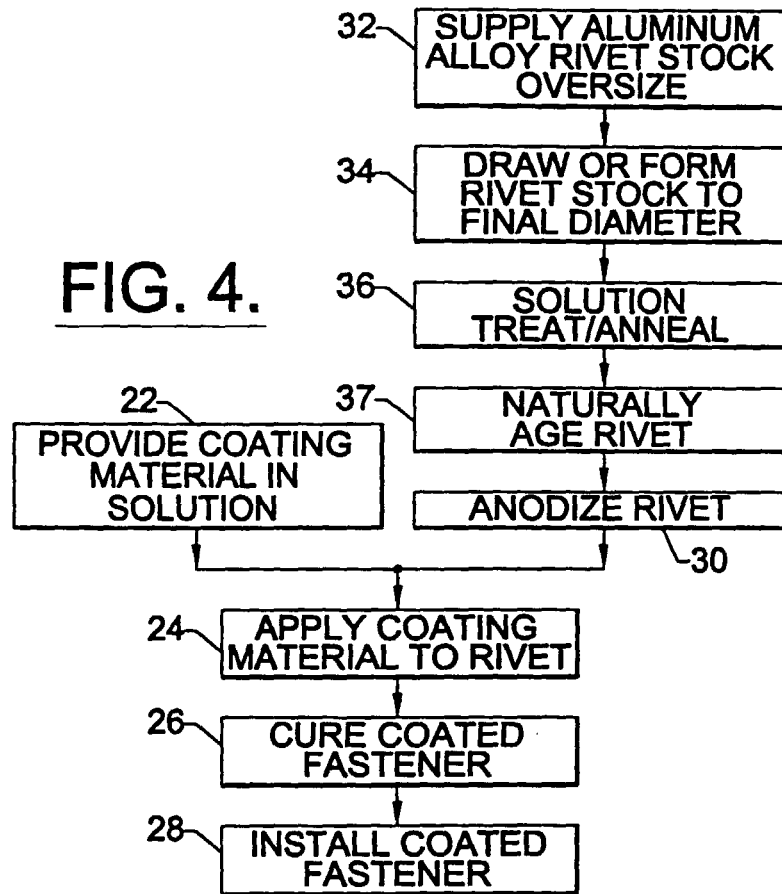 32
SUPPLY ALUMINUM
ALLOY RIVET STOCK
OVERSIZE
34
DRAW OR FORM
RIVET STOCK TO
FINAL DIAMETER
FIG. 4.
36
SOLUTION
TREAT/ANNEAL
22
PROVIDE COATING
MATERIAL IN
SOLUTION
37
NATURALLY
AGE RIVET
ANODIZE RIVET
30
24
APPLY COATING
MATERIAL TO RIVET
26
CURE COATED
FASTENER
28
INSTALL COATED
FASTENER